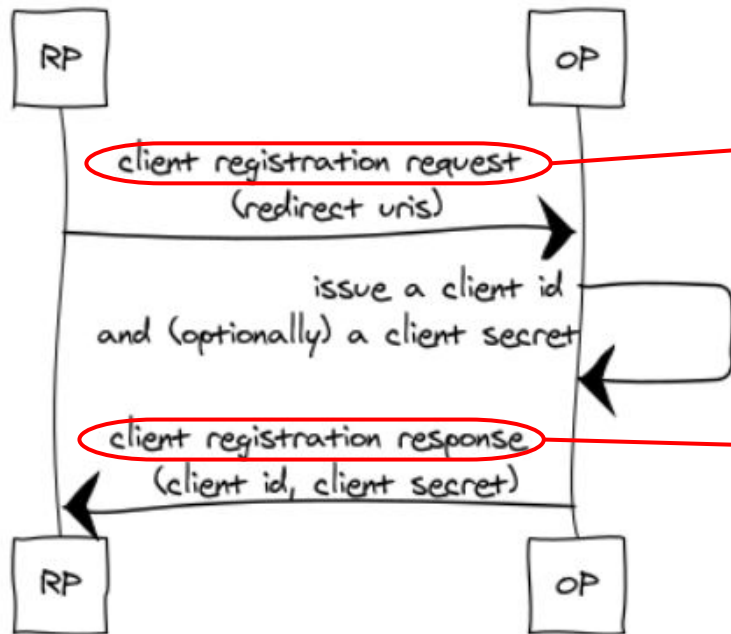 RP
OP
client registration request
(redirect uris)
issue a client id
and (optionally) a client secret
client registration response
(client id, client secret)
RP
OP